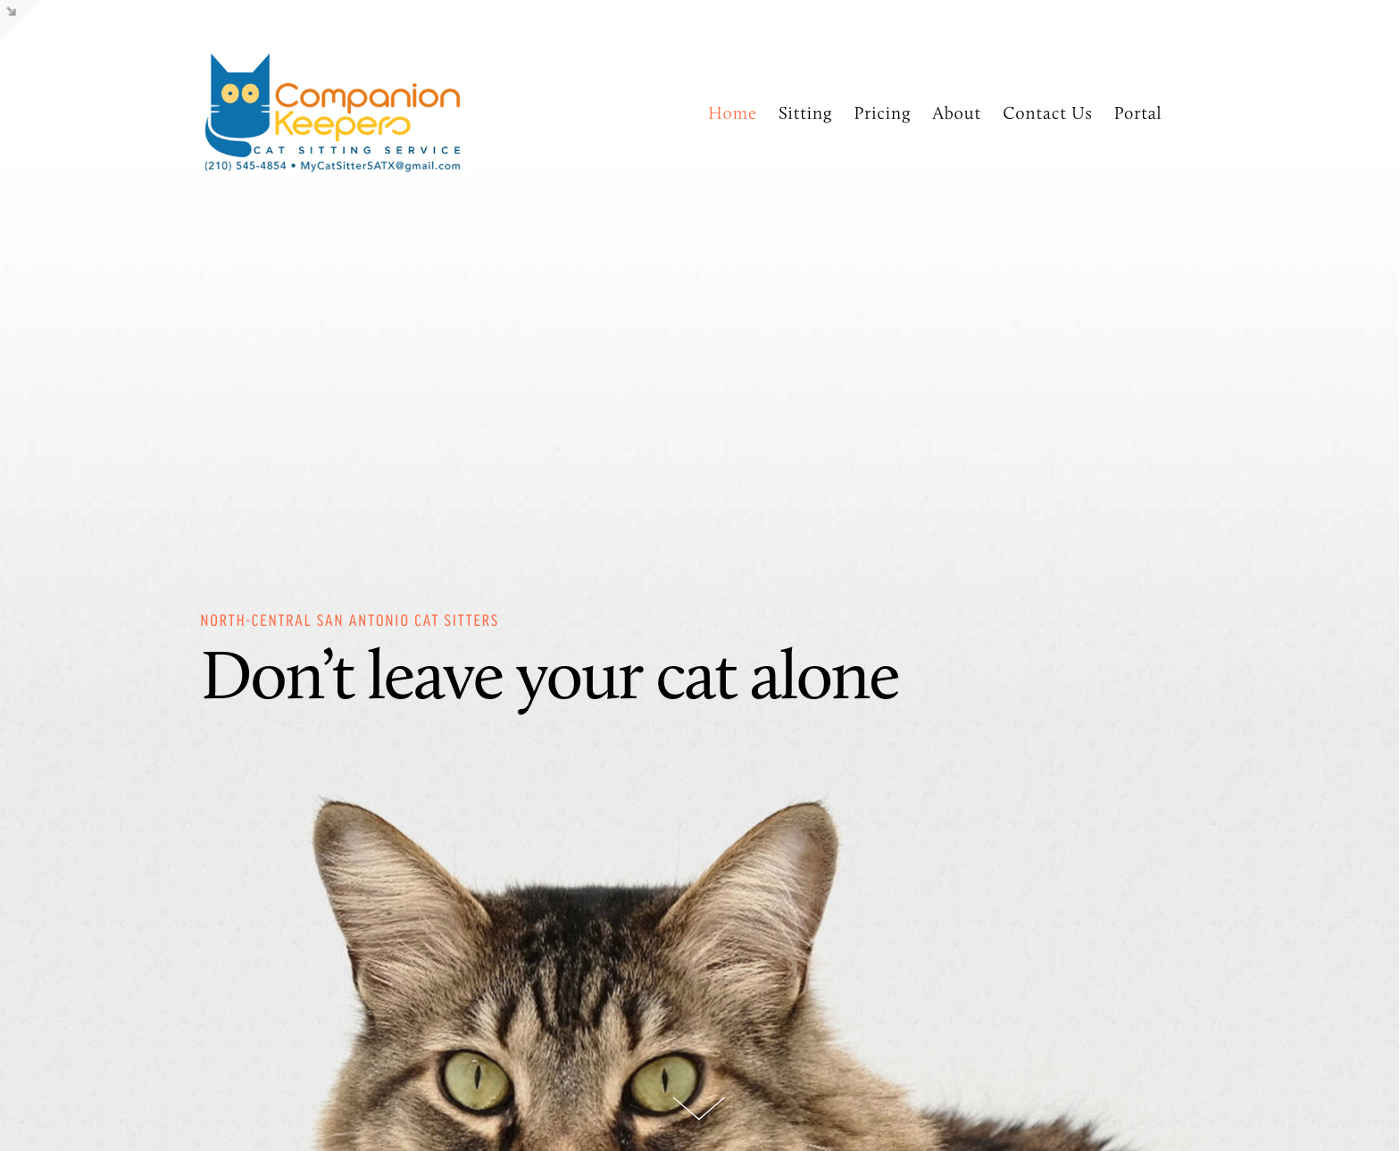 Companion
Keepers
CAT SITTING SERVICE
(210) 545-4854 • MyCatSitterSATX@gmail.com
Home Sitting Pricing About Contact Us Portal
NORTH-CENTRAL SAN ANTONIO CAT SITTERS
Don’t leave your cat alone